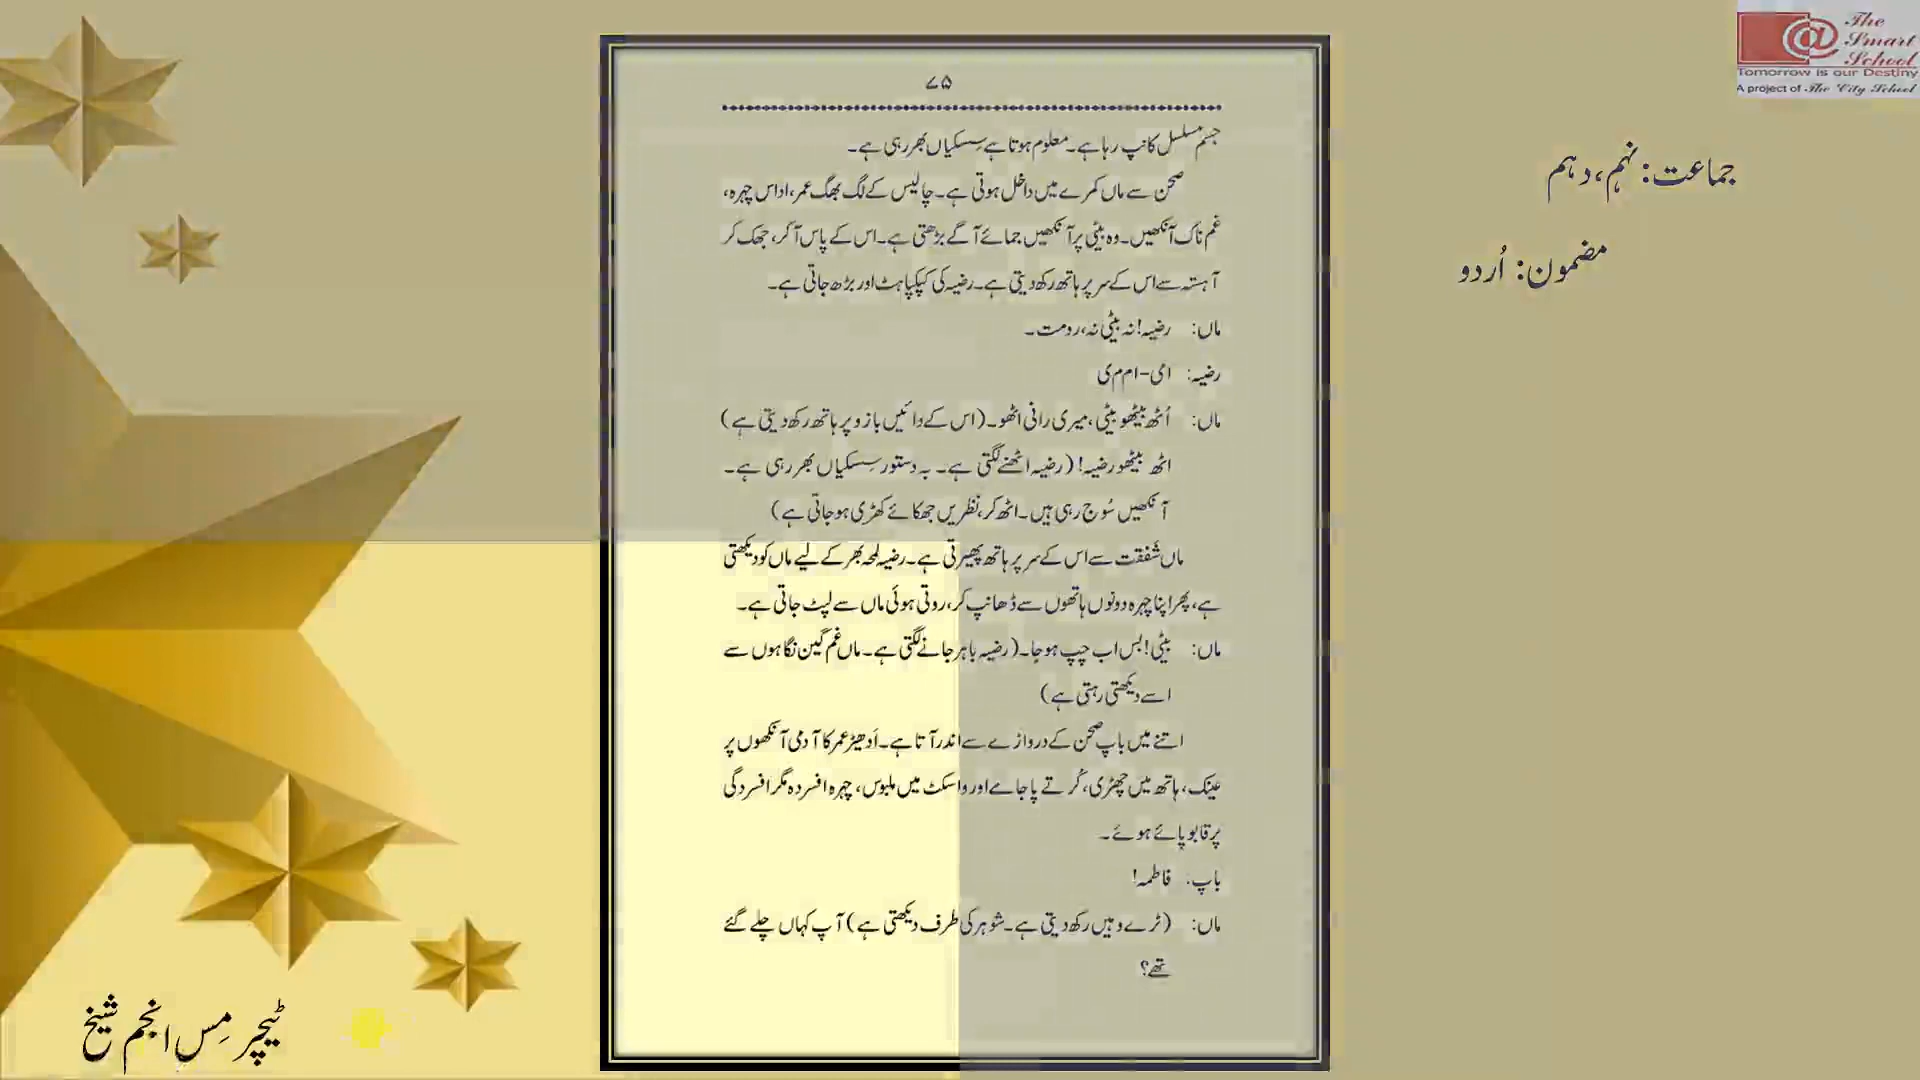 The
Smart
School
Tomorrow is our Destiny
A project of The City School
جماعت: نہم، دہم
مضمون: اُردو
۷۵
جسم مسلسل کانپ رہا ہے۔ معلوم ہوتا ہے سِسکیاں بھر رہی ہے۔
صحن سے ماں کمرے میں داخل ہوتی ہے۔ چالیس کے لگ بھگ عمر، اداس چہرہ،
غم ناک آنکھیں۔ وہ بیٹی پر آنکھیں جمائے آگے بڑھتی ہے۔ اس کے پاس آ کر، جھک کر
آہستہ سے اس کے سر پر ہاتھ رکھ دیتی ہے۔ رضیہ کی کپکپاہٹ اور بڑھ جاتی ہے۔
ماں: رضیہ! نہ بیٹی نہ، رو مت۔
رضیہ: امی - ام م ی
ماں: اُٹھ بیٹھو بیٹی، میری رانی اٹھو۔ (اس کے دائیں بازو پر ہاتھ رکھ دیتی ہے)
اٹھ بیٹھو رضیہ! (رضیہ اٹھنے لگتی ہے۔ بہ دستور سِسکیاں بھر رہی ہے۔
آنکھیں سُوج رہی ہیں۔ اٹھ کر، نظریں جھکائے کھڑی ہو جاتی ہے)
ماں شفقت سے اس کے سر پر ہاتھ پھیرتی ہے۔ رضیہ لمحہ بھر کے لیے ماں کو دیکھتی
ہے، پھر اپنا چہرہ دونوں ہاتھوں سے ڈھانپ کر، روتی ہوئی ماں سے لپٹ جاتی ہے۔
ماں: بیٹی! بس اب چپ ہو جا۔ (رضیہ باہر جانے لگتی ہے۔ ماں غم گین نگاہوں سے
اسے دیکھتی رہتی ہے)
اتنے میں باپ صحن کے دروازے سے اندر آتا ہے۔ اَدھیڑ عمر کا آدمی آنکھوں پر
عینک، ہاتھ میں چھڑی، کُرتے پاجامے اور واسکٹ میں ملبوس، چہرہ افسردہ مگر افسردگی
پر قابو پائے ہوئے۔
باپ: فاطمہ!
ماں: (ٹرے وہیں رکھ دیتی ہے۔ شوہر کی طرف دیکھتی ہے) آپ کہاں چلے گئے
تھے؟
ٹیچر مِس انجم شیخ